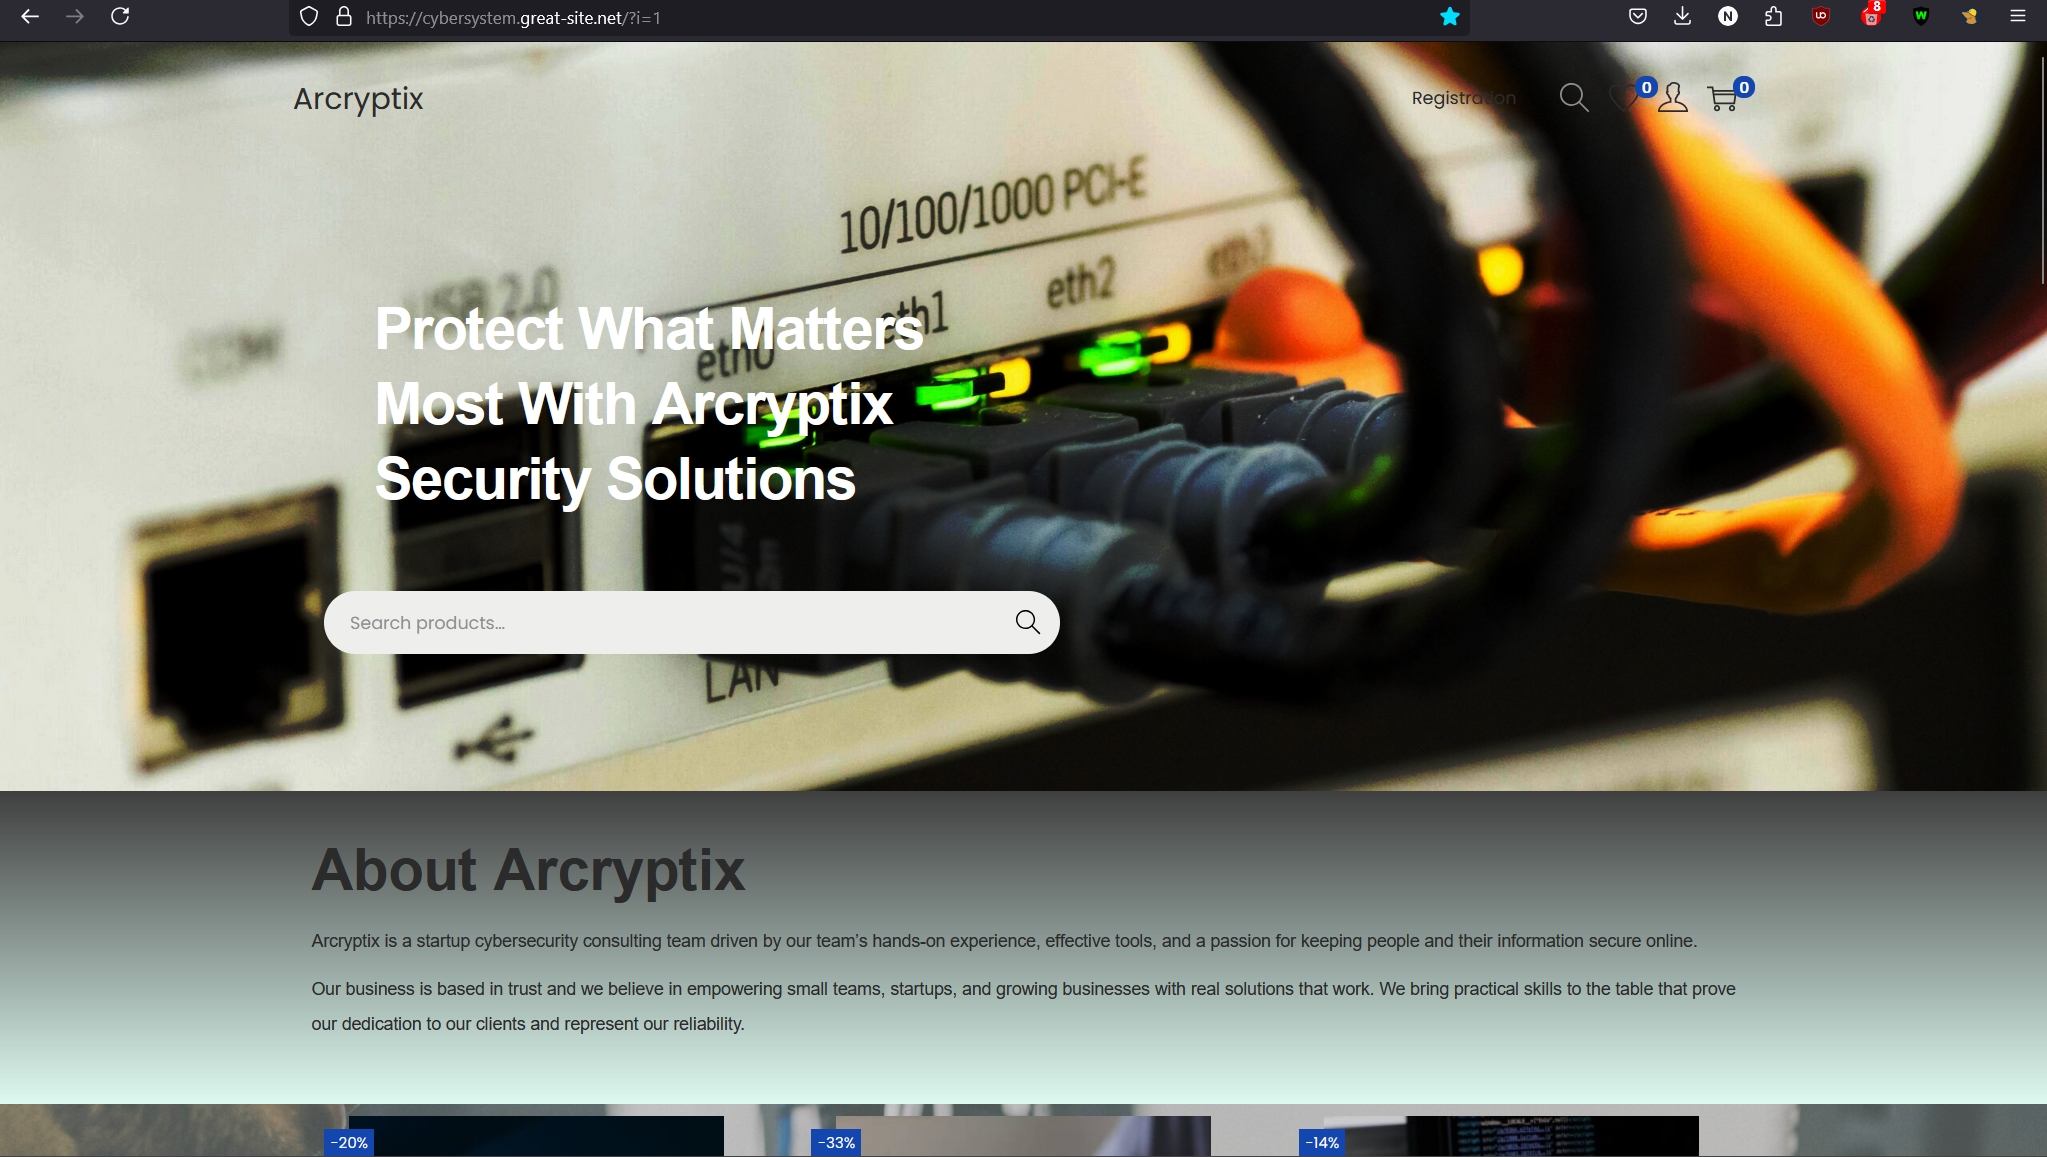 https://cybersystem.great-site.net/?i=1
N
UD
8
W
Arcryptix
Registration
0
0
10/100/1000 PCI-E
USB 2.0
eth0
eth1
eth2
eth3
COM
Protect What Matters
Most With Arcryptix
Security Solutions
Search products...
LAN
About Arcryptix
Arcryptix is a startup cybersecurity consulting team driven by our team's hands-on experience, effective tools, and a passion for keeping people and their information secure online.
Our business is based in trust and we believe in empowering small teams, startups, and growing businesses with real solutions that work. We bring practical skills to the table that prove
our dedication to our clients and represent our reliability.
-20%
-33%
-14%